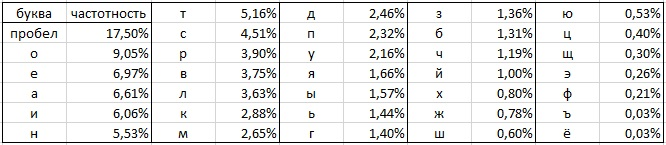 буква частотность т 5,16% д 2,46% з 1,36% ю 0,53%
пробел 17,50% с 4,51% п 2,32% б 1,31% ц 0,40%
о 9,05% р 3,90% у 2,16% ч 1,19% щ 0,30%
е 6,97% в 3,75% я 1,66% й 1,00% э 0,26%
а 6,61% л 3,63% ы 1,57% х 0,80% ф 0,21%
и 6,06% к 2,88% ь 1,44% ж 0,78% ъ 0,03%
н 5,53% м 2,65% г 1,40% ш 0,60% ё 0,03%